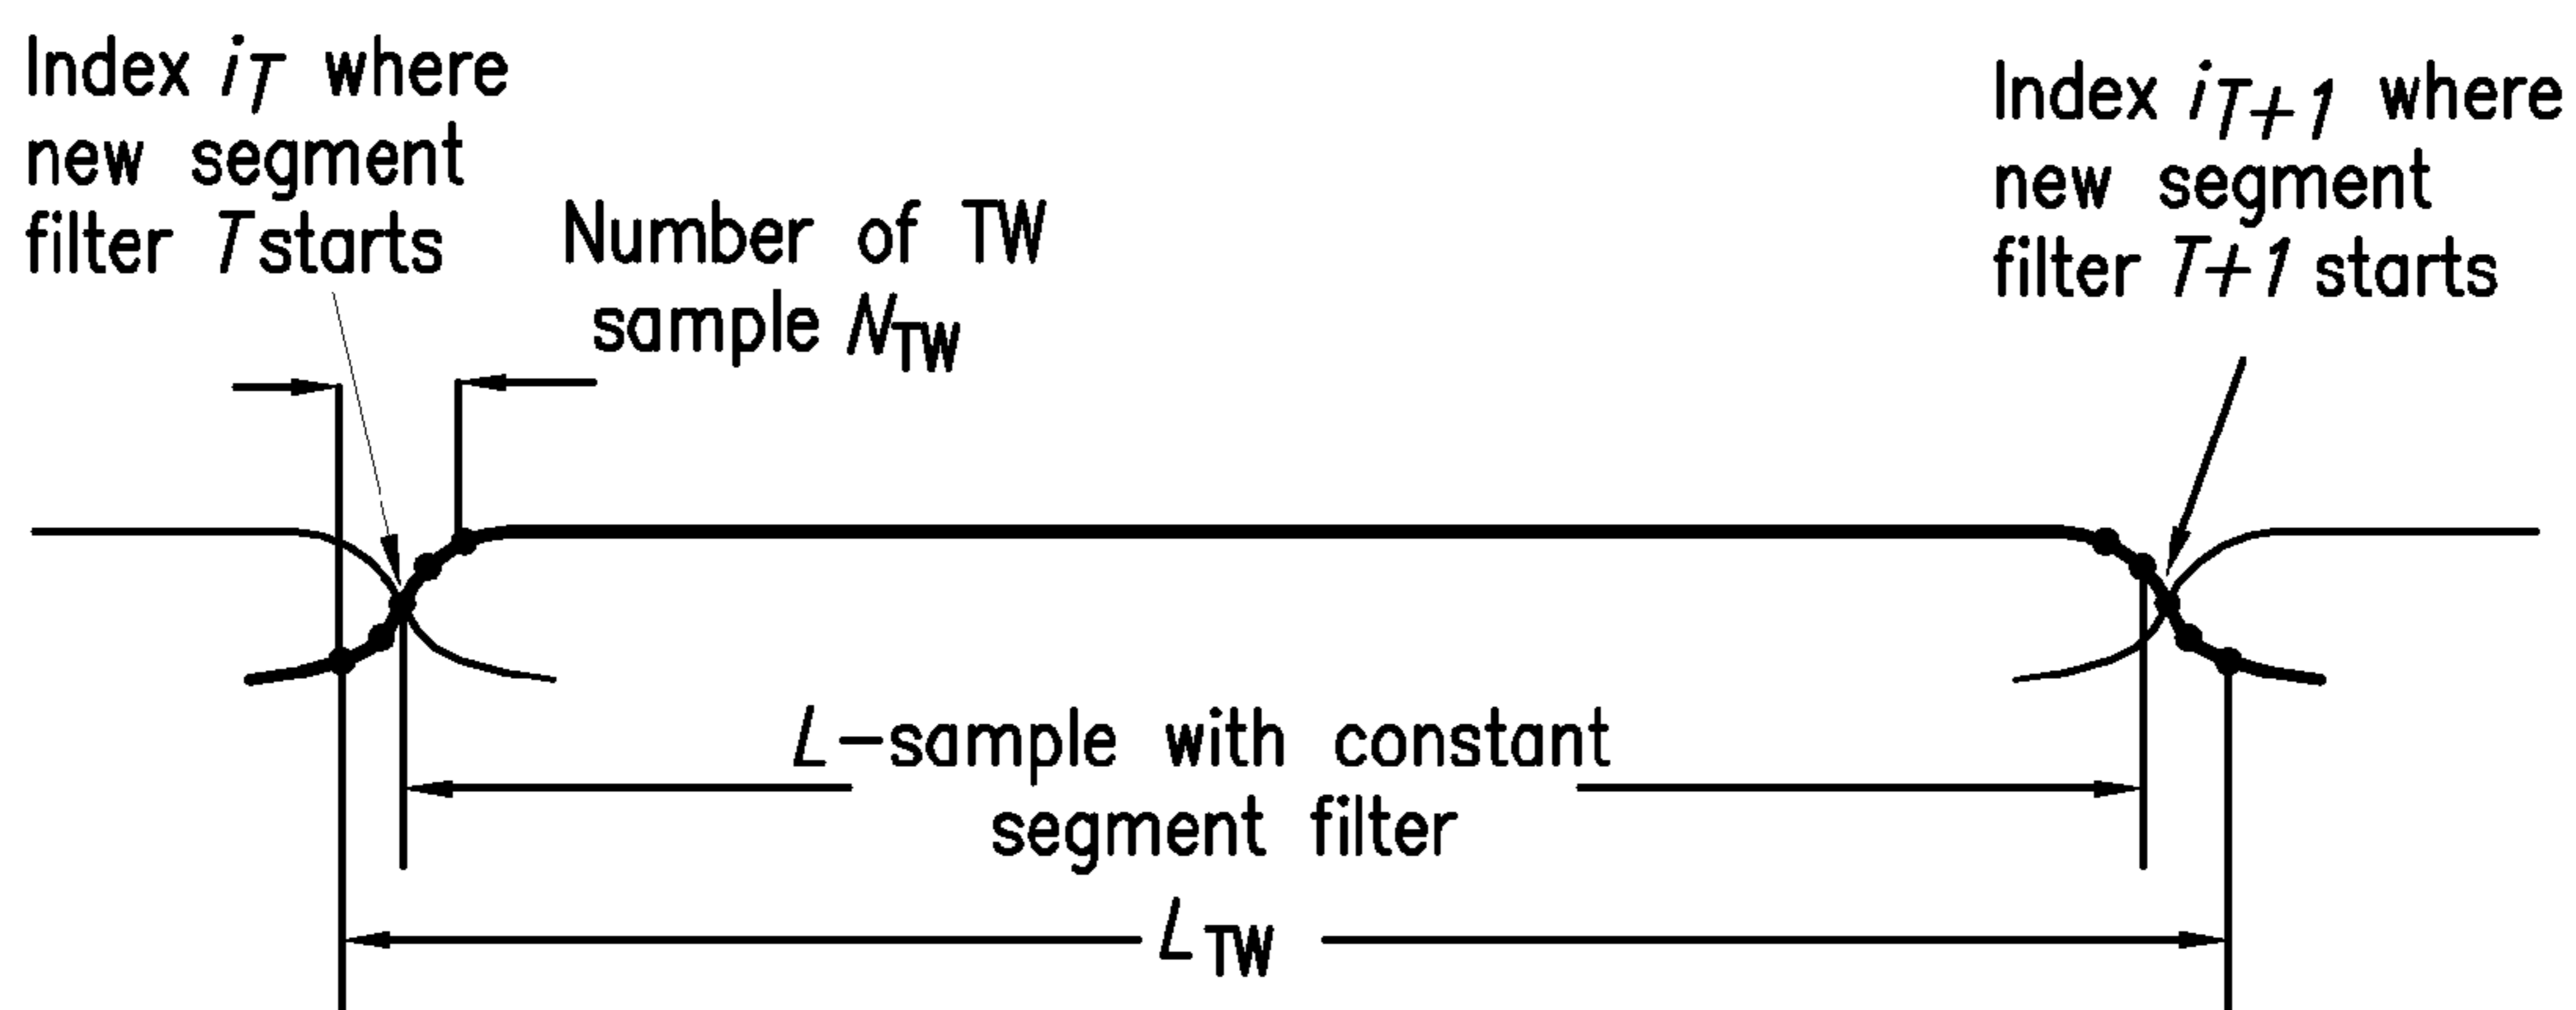 Index iT where
new segment
filter T starts
Number of TW
sample NTW
Index iT+1 where
new segment
filter T+1 starts
L-sample with constant
segment filter
LTW